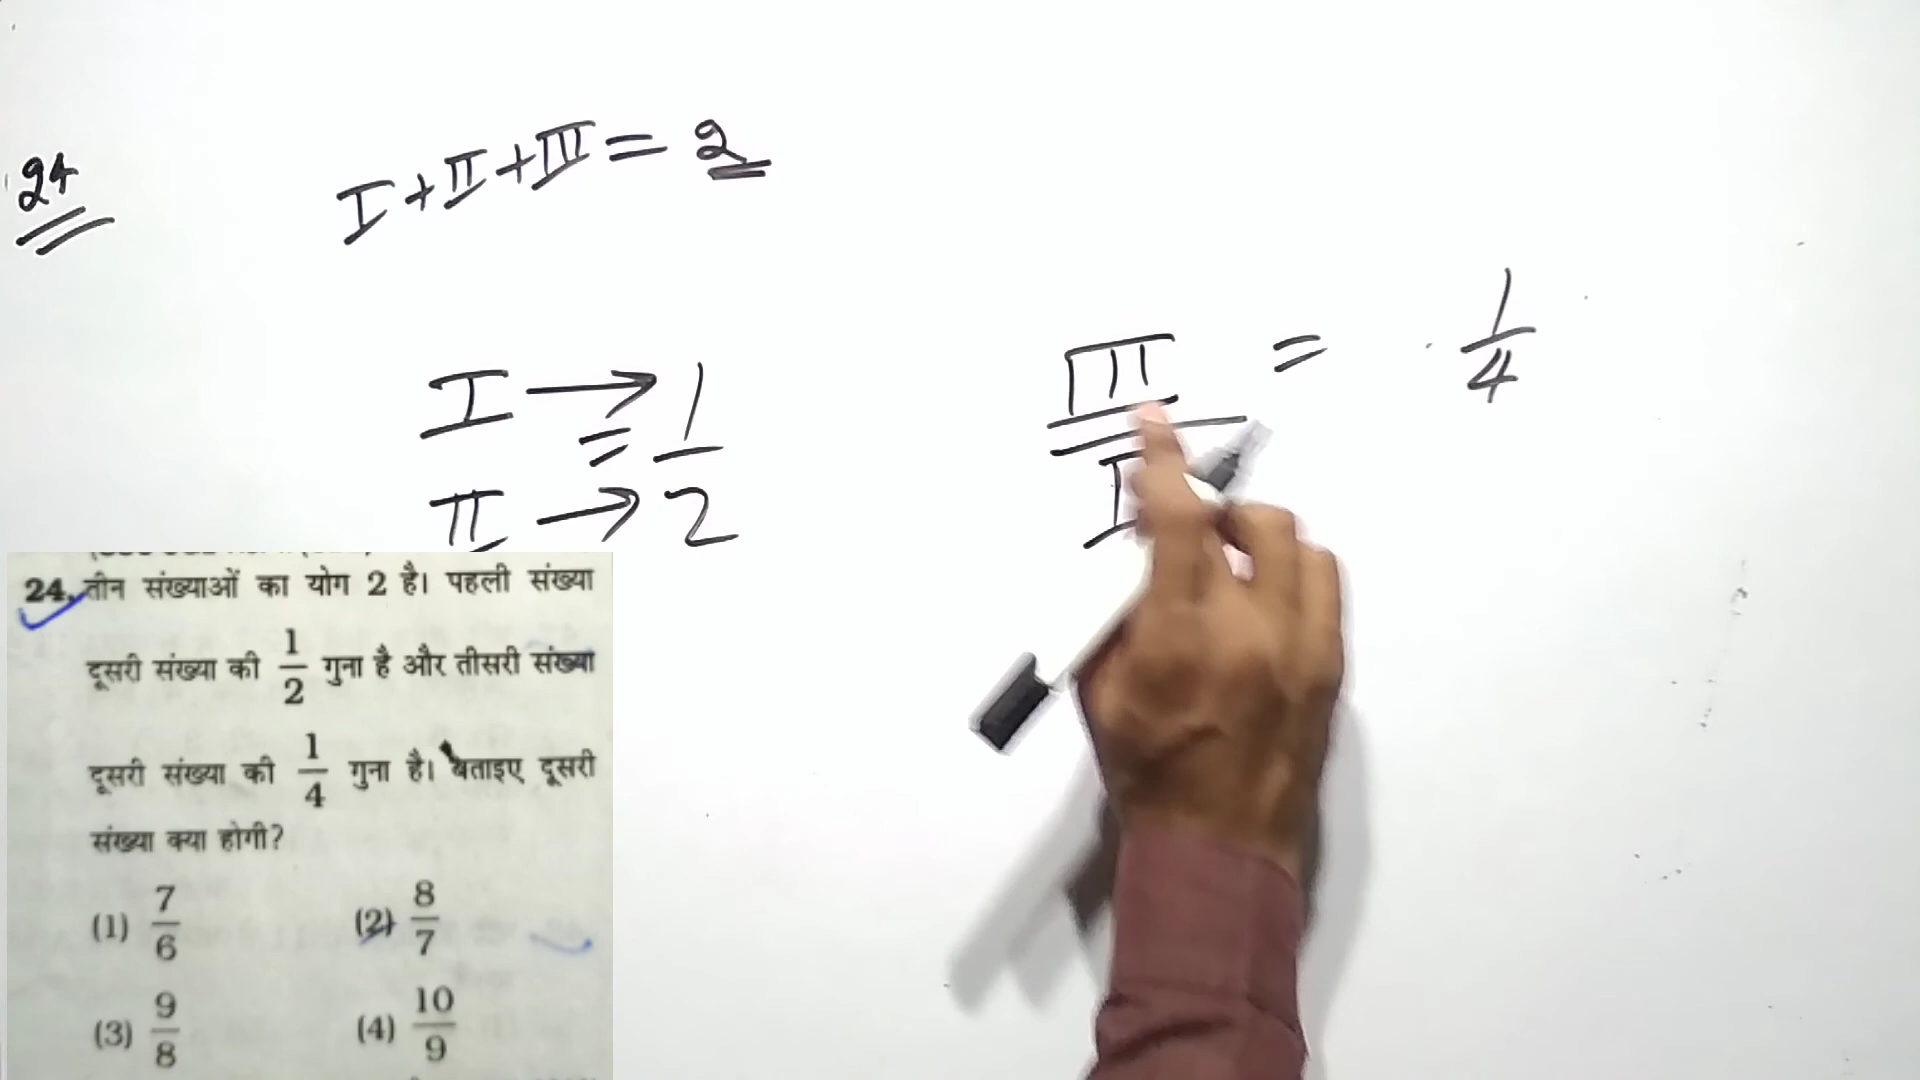 24
I + II + III = 2
I → 1
= 
II → 2
III = 1
4
24. तीन संख्याओं का योग 2 है। पहली संख्या
दूसरी संख्या की 1/2 गुना है और तीसरी संख्या
दूसरी संख्या की 1/4 गुना है। बताइए दूसरी
संख्या क्या होगी?
(1) 7/6 (2) 8/7
(3) 9/8 (4) 10/9